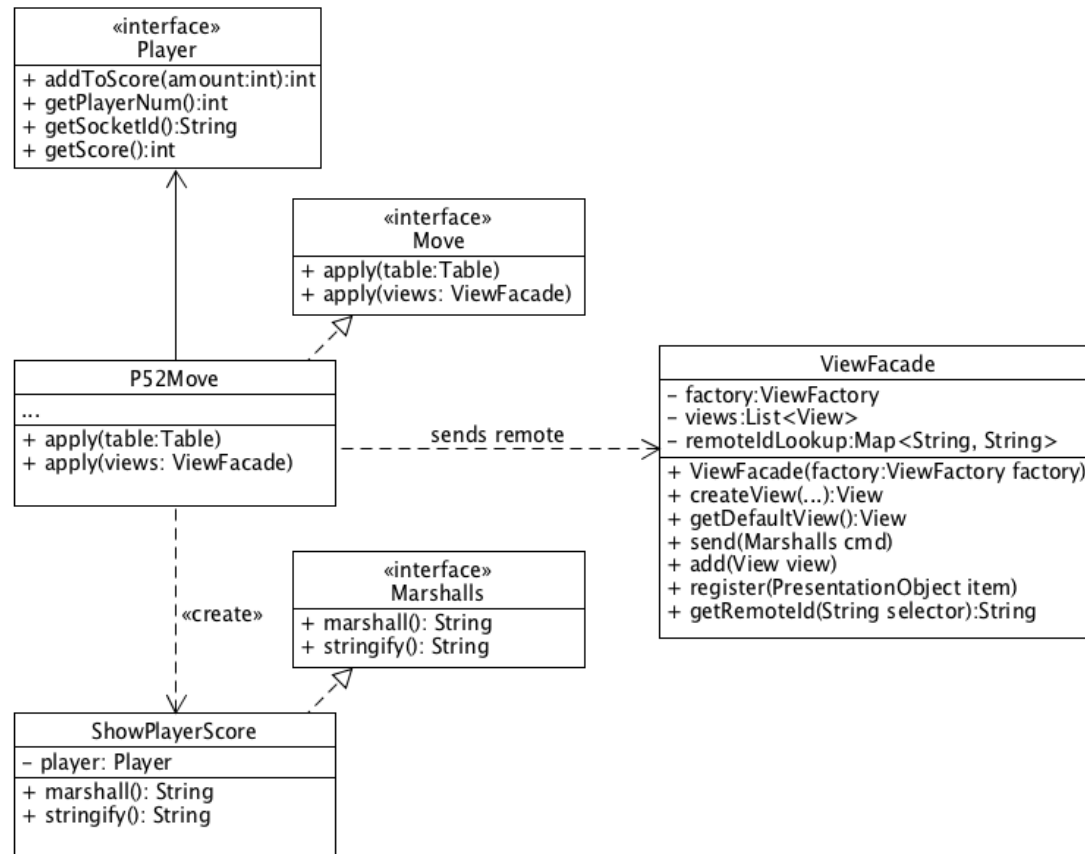 «interface»
Player
+ addToScore(amount:int):int
+ getPlayerNum():int
+ getSocketId():String
+ getScore():int
«interface»
Move
+ apply(table:Table)
+ apply(views: ViewFacade)
P52Move
...
+ apply(table:Table)
+ apply(views: ViewFacade)
sends remote
ViewFacade
– factory:ViewFactory
– views:List<View>
– remoteIdLookup:Map<String, String>
+ ViewFacade(factory:ViewFactory factory)
+ createView(...):View
+ getDefaultView():View
+ send(Marshalls cmd)
+ add(View view)
+ register(PresentationObject item)
+ getRemoteId(String selector):String
«create»
«interface»
Marshalls
+ marshall(): String
+ stringify(): String
ShowPlayerScore
– player: Player
+ marshall(): String
+ stringify(): String